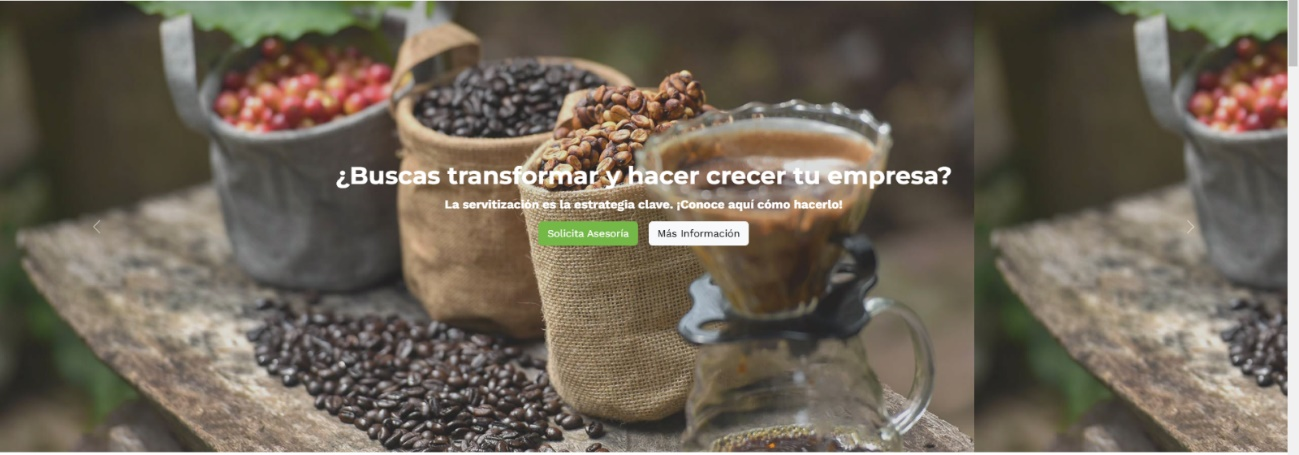 ¿Buscas transformar y hacer crecer tu empresa?
La servitización es la estrategia clave. ¡Conoce aquí cómo hacerlo!
Solicita Asesoría
Más Información